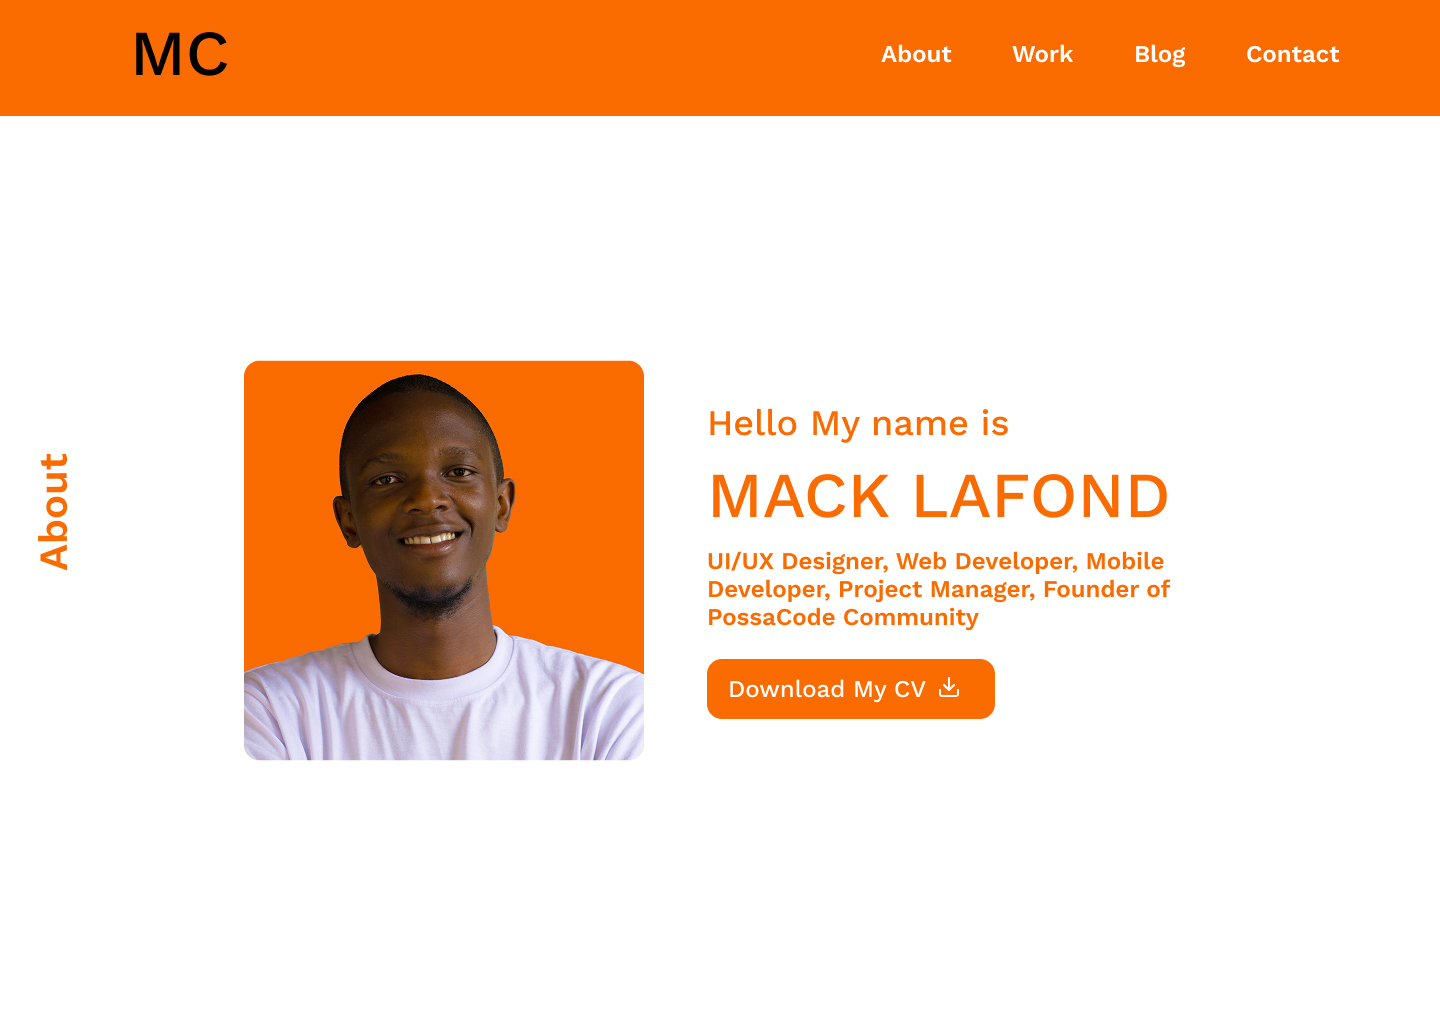 MC
About
Work
Blog
Contact
About
Hello My name is
MACK LAFOND
UI/UX Designer, Web Developer, Mobile
Developer, Project Manager, Founder of
PossaCode Community
Download My CV